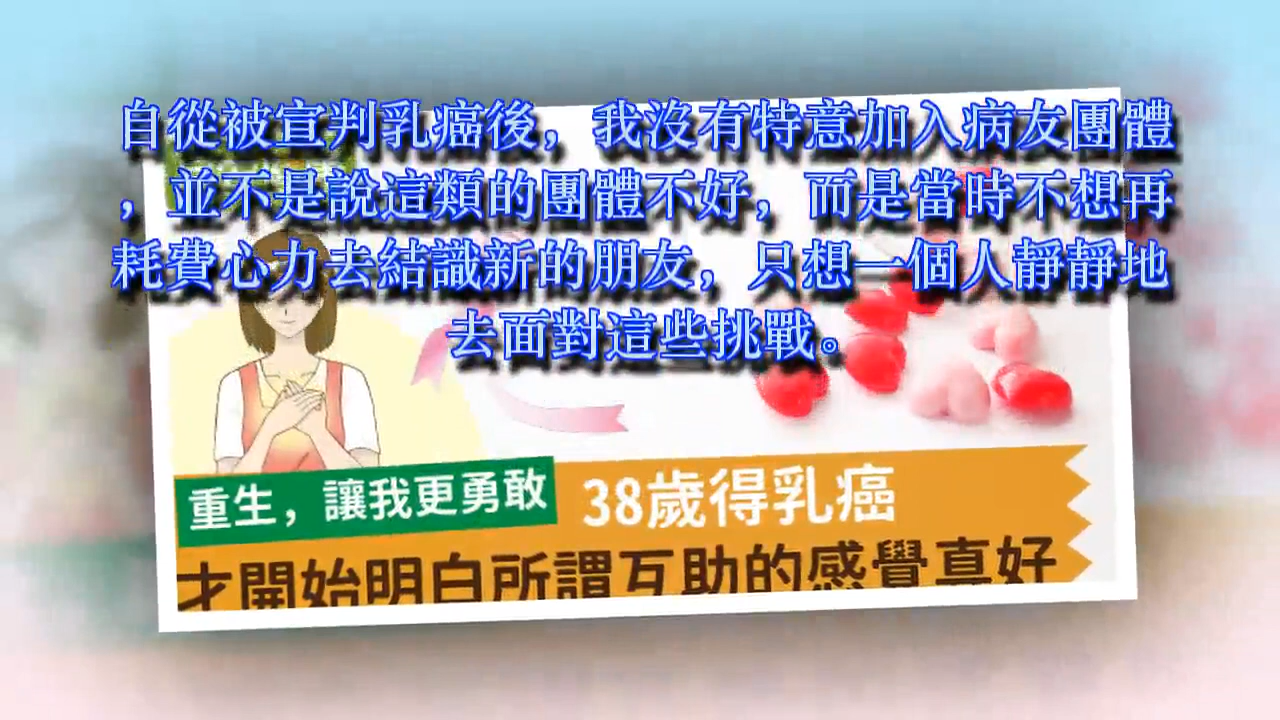 自從被宣判乳癌後，我沒有特意加入病友團體
，並不是說這類的團體不好，而是當時不想再
耗費心力去結識新的朋友，只想一個人靜靜地
去面對這些挑戰。
重生，讓我更勇敢
38歲得乳癌
才開始明白所謂互助的感覺真好